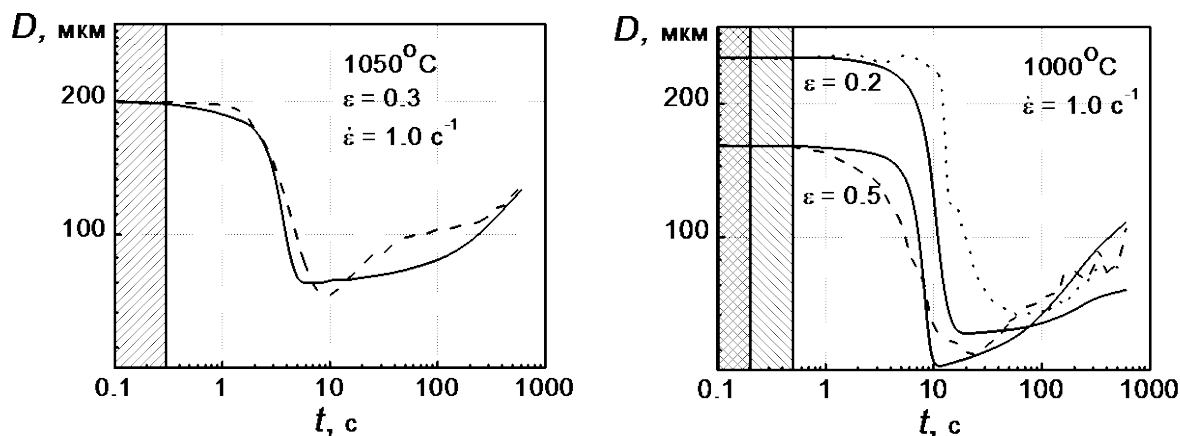 D, мкм
1050°C
ε = 0.3
ε̇ = 1.0 c⁻¹
200
100
0.1 1 10 100 1000
t, c
D, мкм
1000°C
ε̇ = 1.0 c⁻¹
ε = 0.2
ε = 0.5
200
100
0.1 1 10 100 1000
t, c